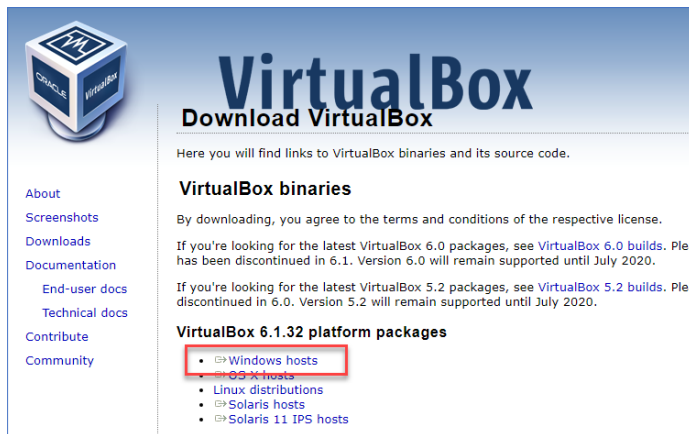 VirtualBox
ORACLE
VirtualBox
Download VirtualBox
Here you will find links to VirtualBox binaries and its source code.
About
Screenshots
Downloads
Documentation
End-user docs
Technical docs
Contribute
Community
VirtualBox binaries
By downloading, you agree to the terms and conditions of the respective license.
If you're looking for the latest VirtualBox 6.0 packages, see VirtualBox 6.0 builds. Ple
has been discontinued in 6.1. Version 6.0 will remain supported until July 2020.
If you're looking for the latest VirtualBox 5.2 packages, see VirtualBox 5.2 builds. Ple
discontinued in 6.0. Version 5.2 will remain supported until July 2020.
VirtualBox 6.1.32 platform packages
Windows hosts
OS X hosts
Linux distributions
Solaris hosts
Solaris 11 IPS hosts